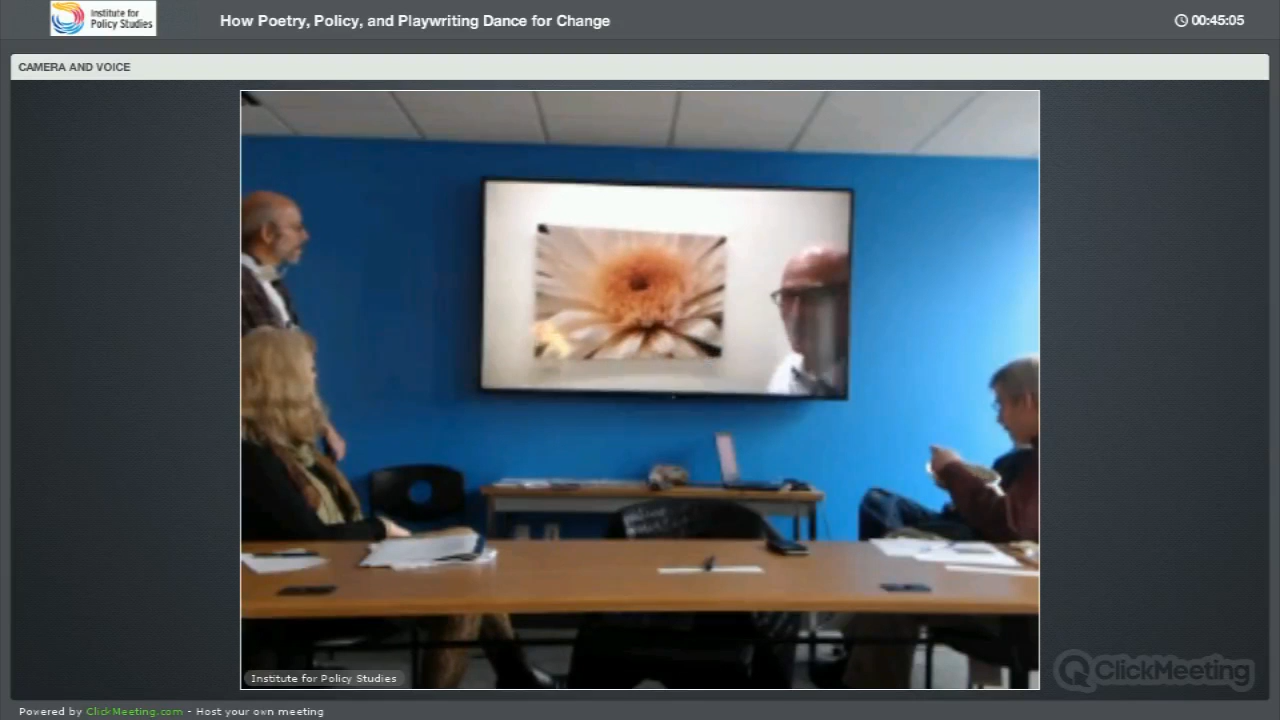 Institute for
Policy Studies
How Poetry, Policy, and Playwriting Dance for Change
00:45:05
CAMERA AND VOICE
Institute for Policy Studies
ClickMeeting
Powered by ClickMeeting.com - Host your own meeting